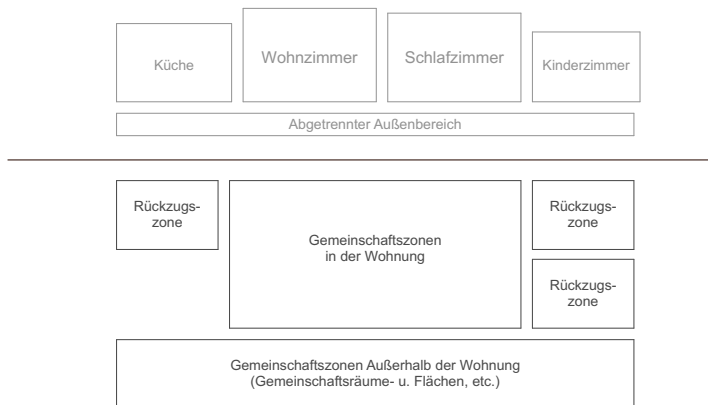 Küche
Wohnzimmer
Schlafzimmer
Kinderzimmer
Abgetrennter Außenbereich
Rückzugs-
zone
Gemeinschaftszonen
in der Wohnung
Rückzugs-
zone
Rückzugs-
zone
Gemeinschaftszonen Außerhalb der Wohnung
(Gemeinschaftsräume- u. Flächen, etc.)